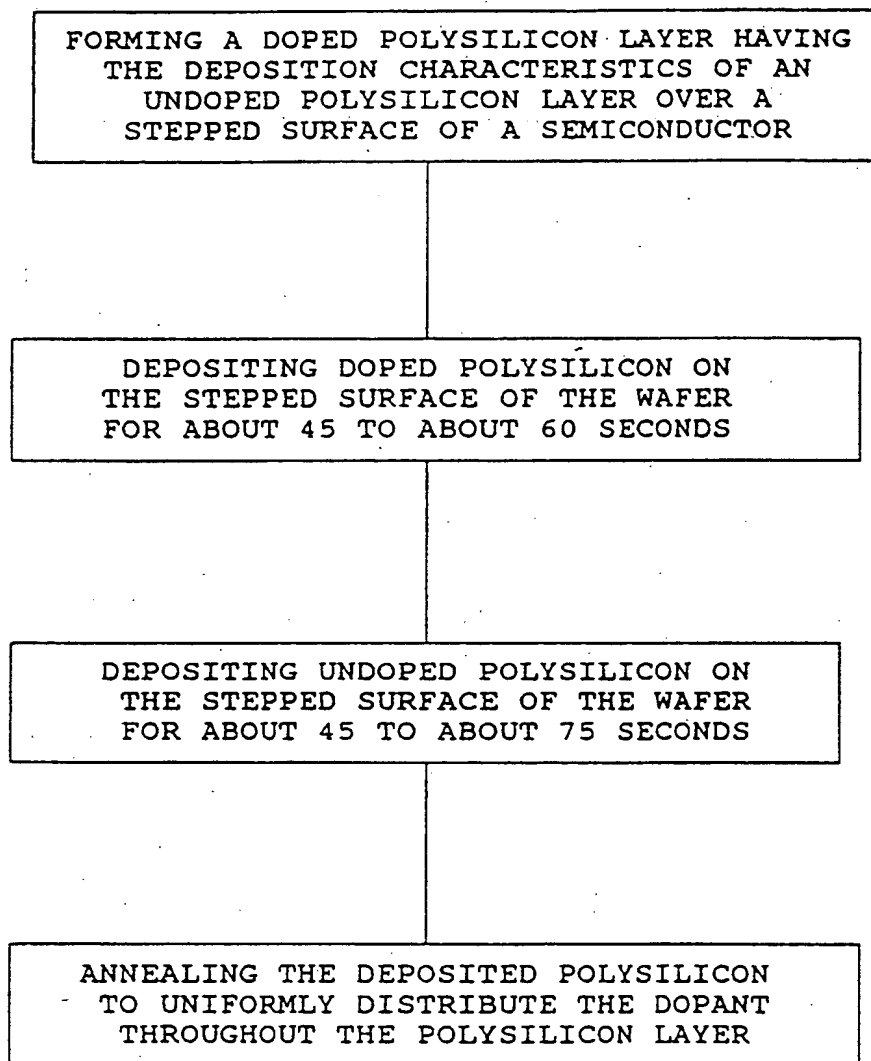 FORMING A DOPED POLYSILICON LAYER HAVING
THE DEPOSITION CHARACTERISTICS OF AN
UNDOPED POLYSILICON LAYER OVER A
STEPPED SURFACE OF A SEMICONDUCTOR
DEPOSITING DOPED POLYSILICON ON
THE STEPPED SURFACE OF THE WAFER
FOR ABOUT 45 TO ABOUT 60 SECONDS
DEPOSITING UNDOPED POLYSILICON ON
THE STEPPED SURFACE OF THE WAFER
FOR ABOUT 45 TO ABOUT 75 SECONDS
ANNEALING THE DEPOSITED POLYSILICON
TO UNIFORMLY DISTRIBUTE THE DOPANT
THROUGHOUT THE POLYSILICON LAYER